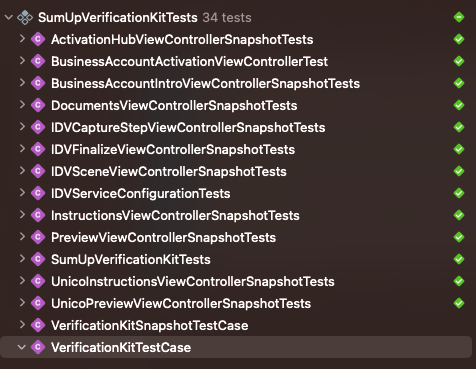 SumUpVerificationKitTests 34 tests
C ActivationHubViewControllerSnapshotTests
C BusinessAccountActivationViewControllerTest
C BusinessAccountIntroViewControllerSnapshotTests
C DocumentsViewControllerSnapshotTests
C IDVCaptureStepViewControllerSnapshotTests
C IDVFinalizeViewControllerSnapshotTests
C IDVSceneViewControllerSnapshotTests
C IDVServiceConfigurationTests
C InstructionsViewControllerSnapshotTests
C PreviewViewControllerSnapshotTests
C SumUpVerificationKitTests
C UnicoInstructionsViewControllerSnapshotTests
C UnicoPreviewViewControllerSnapshotTests
C VerificationKitSnapshotTestCase
C VerificationKitTestCase